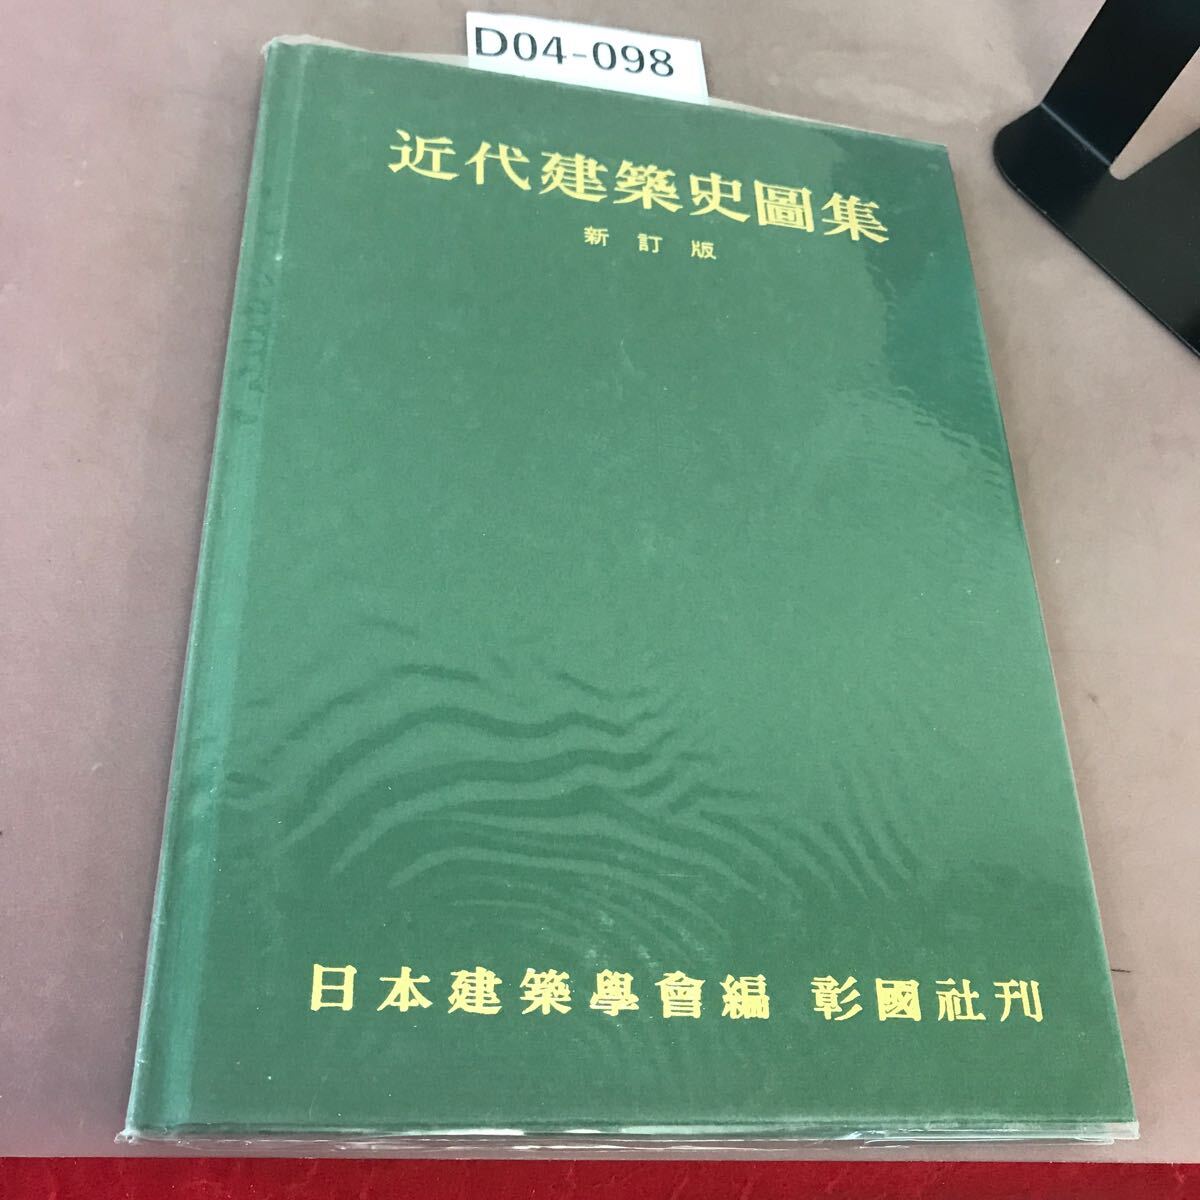 D04-098
近代建築史圖集
新訂版
日本建築學會編 彰國社刊